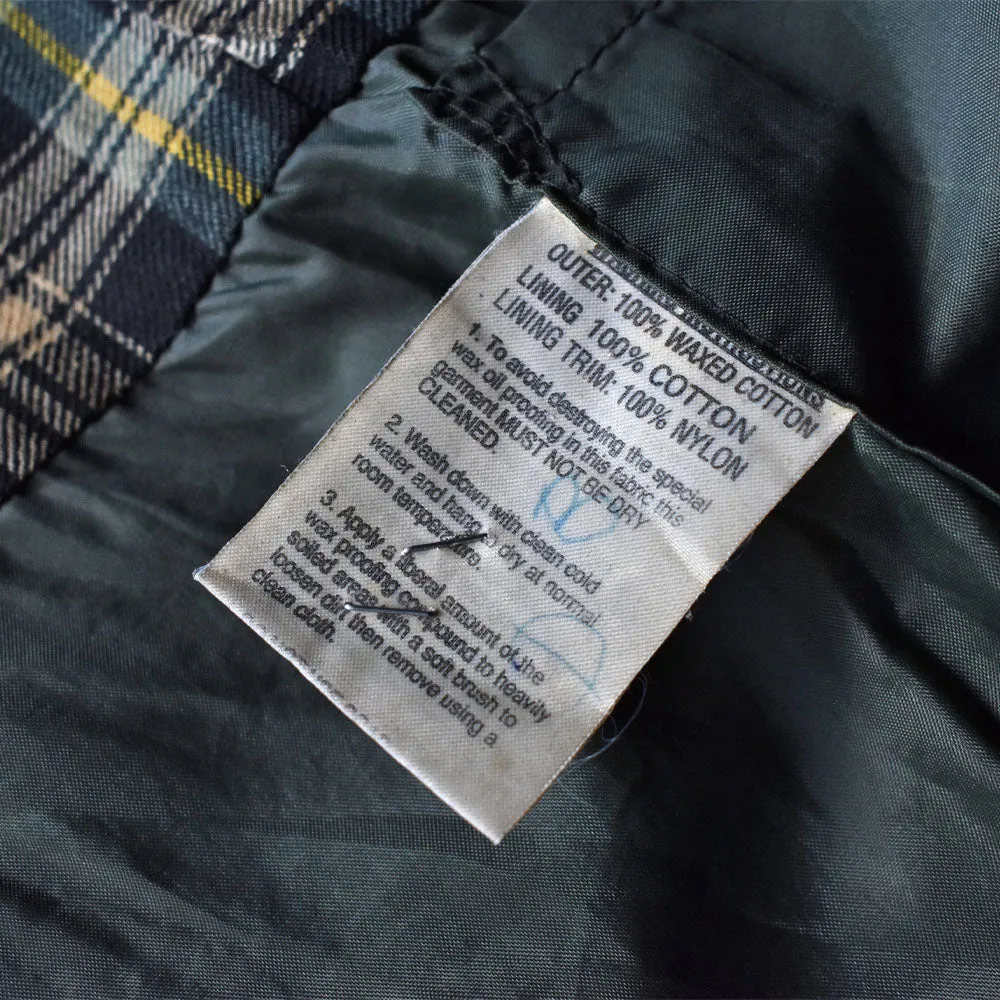 OUTER: 100% WAXED COTTON
LINING 100% COTTON
LINING TRIM: 100% NYLON
1. To avoid destroying the special
wax oil proofing in this fabric this
garment MUST NOT BE DRY
CLEANED.
2. Wash down with clean cold
water and hang to dry at normal
room temperature.
3. Apply a liberal amount of the
wax proofing compound to heavily
soiled areas with a soft brush to
loosen dirt then remove using a
clean cloth.